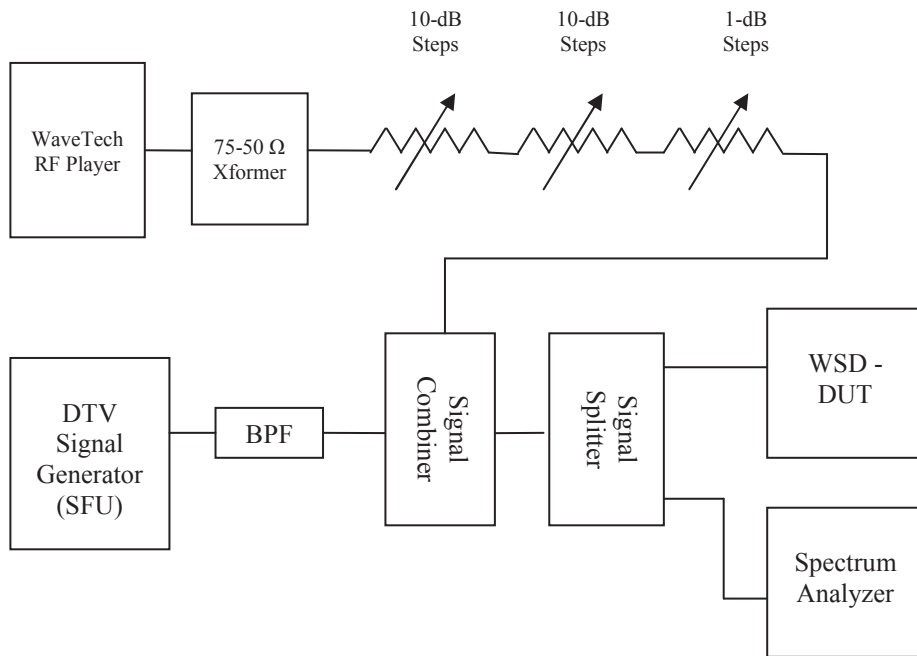 10-dB
Steps
10-dB
Steps
1-dB
Steps
WaveTech
RF Player
75-50 Ω
Xformer
DTV
Signal
Generator
(SFU)
BPF
Signal
Combiner
Signal
Splitter
WSD -
DUT
Spectrum
Analyzer